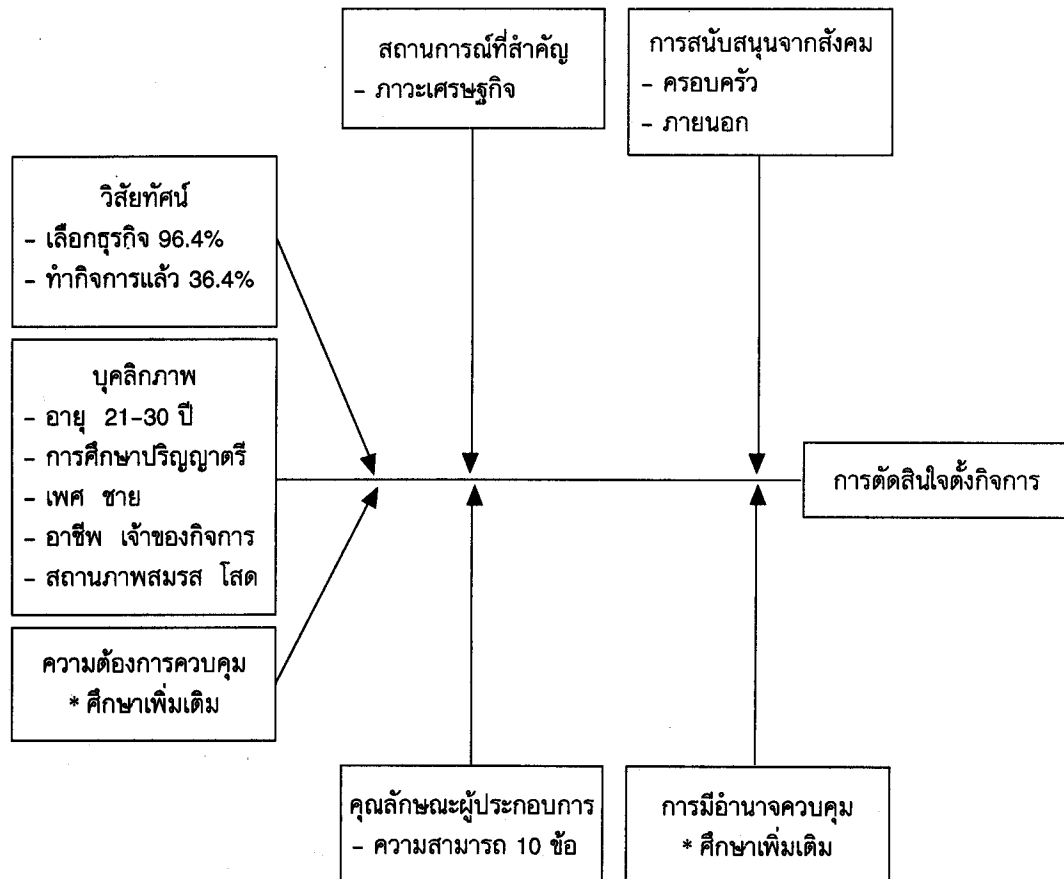 สถานการณ์ที่สำคัญ
- ภาวะเศรษฐกิจ
การสนับสนุนจากสังคม
- ครอบครัว
- ภายนอก
วิสัยทัศน์
- เลือกธุรกิจ 96.4%
- ทำกิจการแล้ว 36.4%
บุคลิกภาพ
- อายุ 21-30 ปี
- การศึกษาปริญญาตรี
- เพศ ชาย
- อาชีพ เจ้าของกิจการ
- สถานภาพสมรส โสด
การตัดสินใจตั้งกิจการ
ความต้องการควบคุม
* ศึกษาเพิ่มเติม
คุณลักษณะผู้ประกอบการ
- ความสามารถ 10 ข้อ
การมีอำนาจควบคุม
* ศึกษาเพิ่มเติม